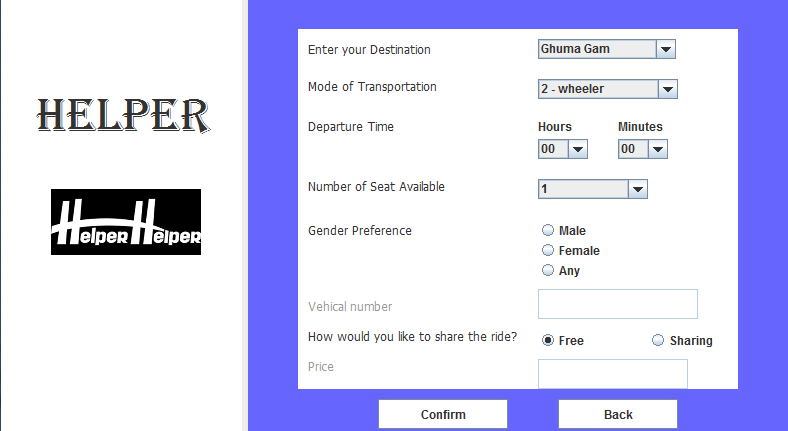 HELPER
Helper Helper
Enter your Destination
Ghuma Gam
Mode of Transportation
2 - wheeler
Departure Time
Hours
Minutes
00
00
Number of Seat Available
1
Gender Preference
Male
Female
Any
Vehical number
How would you like to share the ride?
Free
Sharing
Price
Confirm
Back